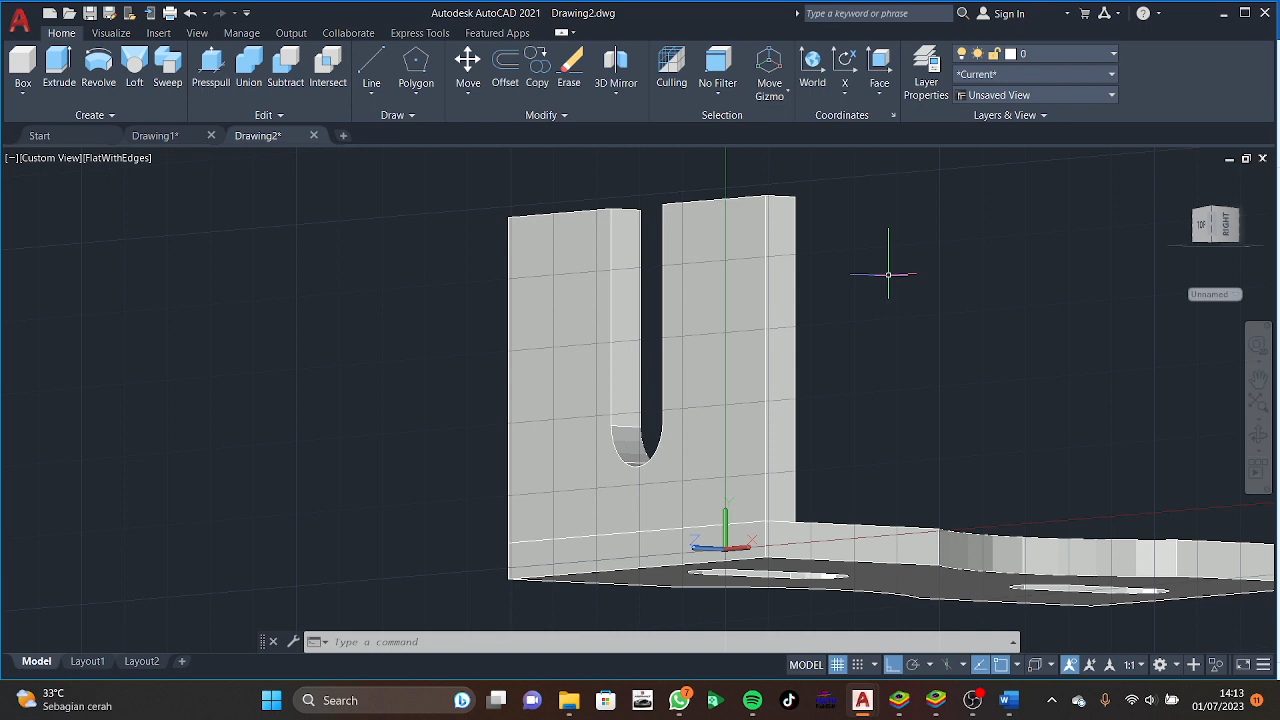 Autodesk AutoCAD 2021 Drawing2.dwg
Type a keyword or phrase
Sign In
Home Visualize Insert View Manage Output Collaborate Express Tools Featured Apps
Box Extrude Revolve Loft Sweep Presspull Union Subtract Intersect Line Polygon Move Offset Copy Erase 3D Mirror Culling No Filter Move Gizmo World X Face Layer Properties
0
*Current*
Unsaved View
Create Edit Draw Modify Selection Coordinates Layers & View
Start Drawing1* Drawing2*
[−][Custom View][FlatWithEdges]
TOP RIGHT
Unnamed
Y
Z X
Type a command
Model Layout1 Layout2
MODEL 1:1
33°C
Sebagian cerah
Search
7
14:13
01/07/2023
11